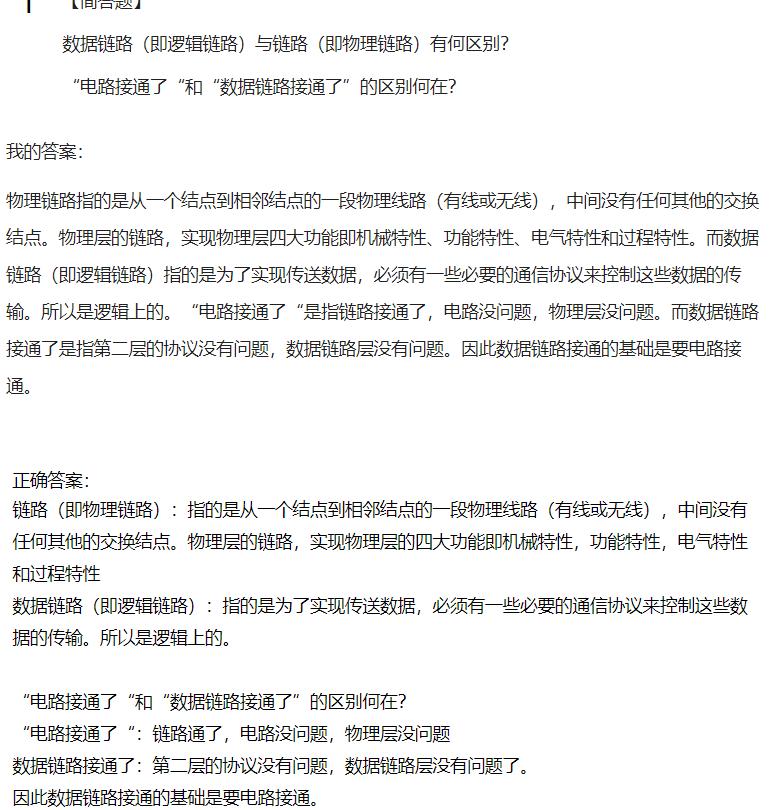 【简答题】
数据链路（即逻辑链路）与链路（即物理链路）有何区别？
“电路接通了“和“数据链路接通了”的区别何在？
我的答案：
物理链路指的是从一个结点到相邻结点的一段物理线路（有线或无线），中间没有任何其他的交换
结点。物理层的链路，实现物理层四大功能即机械特性、功能特性、电气特性和过程特性。而数据
链路（即逻辑链路）指的是为了实现传送数据，必须有一些必要的通信协议来控制这些数据的传
输。所以是逻辑上的。“电路接通了“是指链路接通了，电路没问题，物理层没问题。而数据链路
接通了是指第二层的协议没有问题，数据链路层没有问题。因此数据链路接通的基础是要电路接
通。
正确答案：
链路（即物理链路）：指的是从一个结点到相邻结点的一段物理线路（有线或无线），中间没有
任何其他的交换结点。物理层的链路，实现物理层的四大功能即机械特性，功能特性，电气特性
和过程特性
数据链路（即逻辑链路）：指的是为了实现传送数据，必须有一些必要的通信协议来控制这些数
据的传输。所以是逻辑上的。
“电路接通了“和“数据链路接通了”的区别何在？
“电路接通了“：链路通了，电路没问题，物理层没问题
数据链路接通了：第二层的协议没有问题，数据链路层没有问题了。
因此数据链路接通的基础是要电路接通。